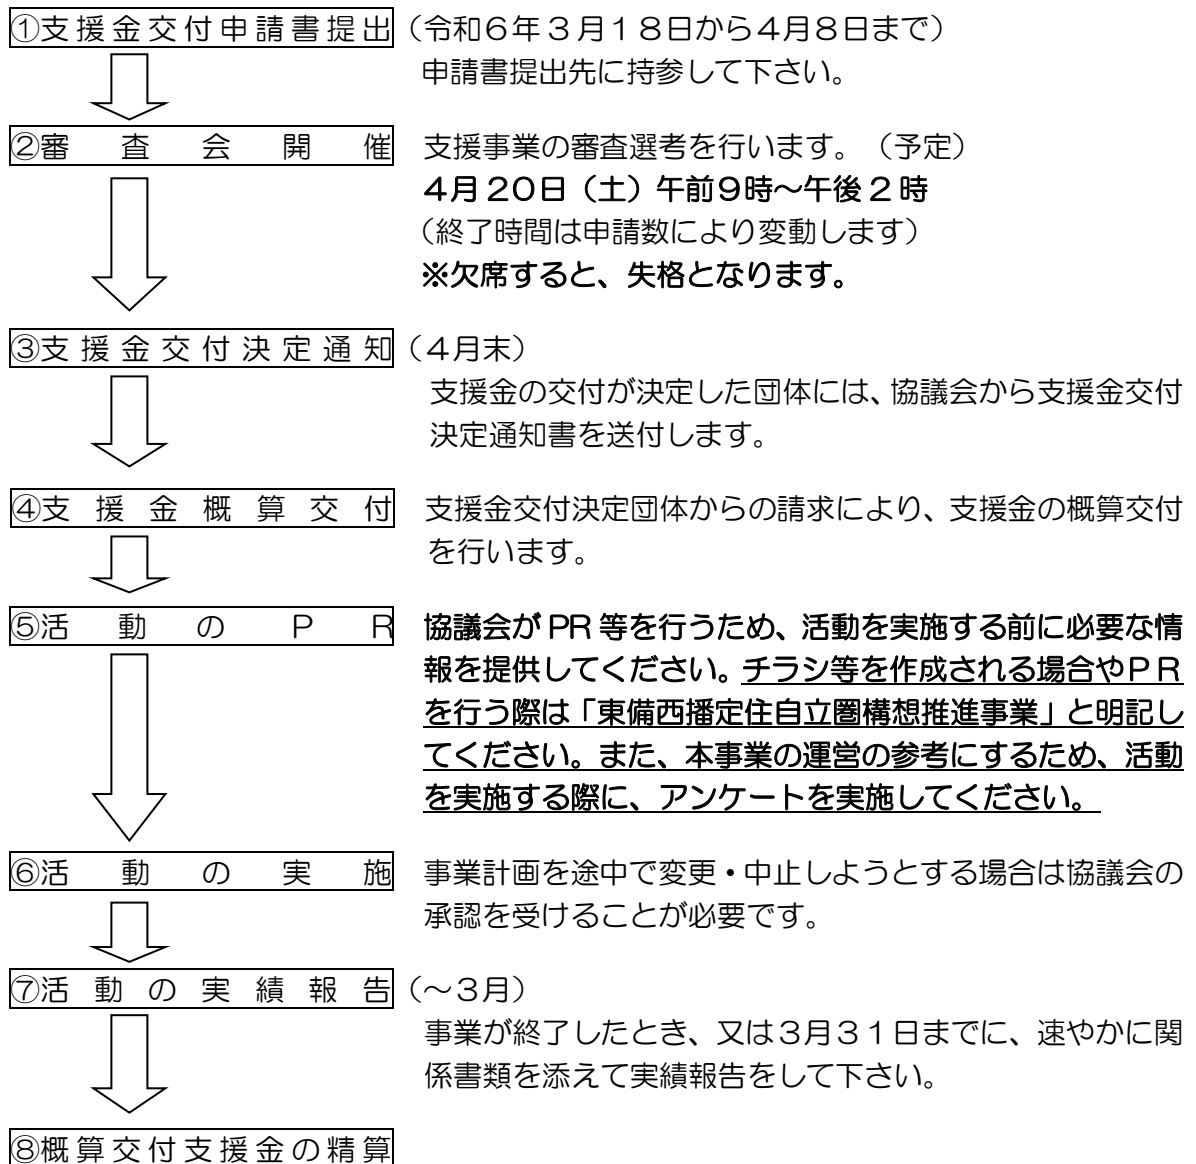 ①支援金交付申請書提出（令和６年３月１８日から４月８日まで）
申請書提出先に持参して下さい。
②審査会開催 支援事業の審査選考を行います。（予定）
４月２０日（土）午前９時～午後２時
（終了時間は申請数により変動します）
※欠席すると、失格となります。
③支援金交付決定通知（４月末）
支援金の交付が決定した団体には、協議会から支援金交付
決定通知書を送付します。
④支援金概算交付 支援金交付決定団体からの請求により、支援金の概算交付
を行います。
⑤活動のＰＲ 協議会が PR 等を行うため、活動を実施する前に必要な情
報を提供してください。チラシ等を作成される場合やＰＲ
を行う際は「東備西播定住自立圏構想推進事業」と明記し
てください。また、本事業の運営の参考にするため、活動
を実施する際に、アンケートを実施してください。
⑥活動の実施 事業計画を途中で変更・中止しようとする場合は協議会の
承認を受けることが必要です。
⑦活動の実績報告（～３月）
事業が終了したとき、又は３月３１日までに、速やかに関
係書類を添えて実績報告をして下さい。
⑧概算交付支援金の精算